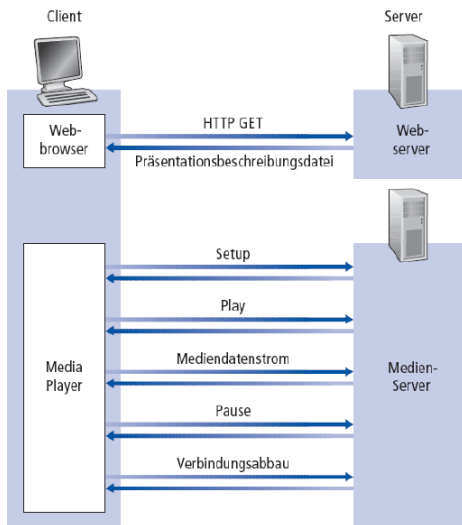 Client
Server
Web-
browser
HTTP GET
Präsentationsbeschreibungsdatei
Web-
server
Setup
Play
Mediendatenstrom
Pause
Verbindungsabbau
Media
Player
Medien-
Server